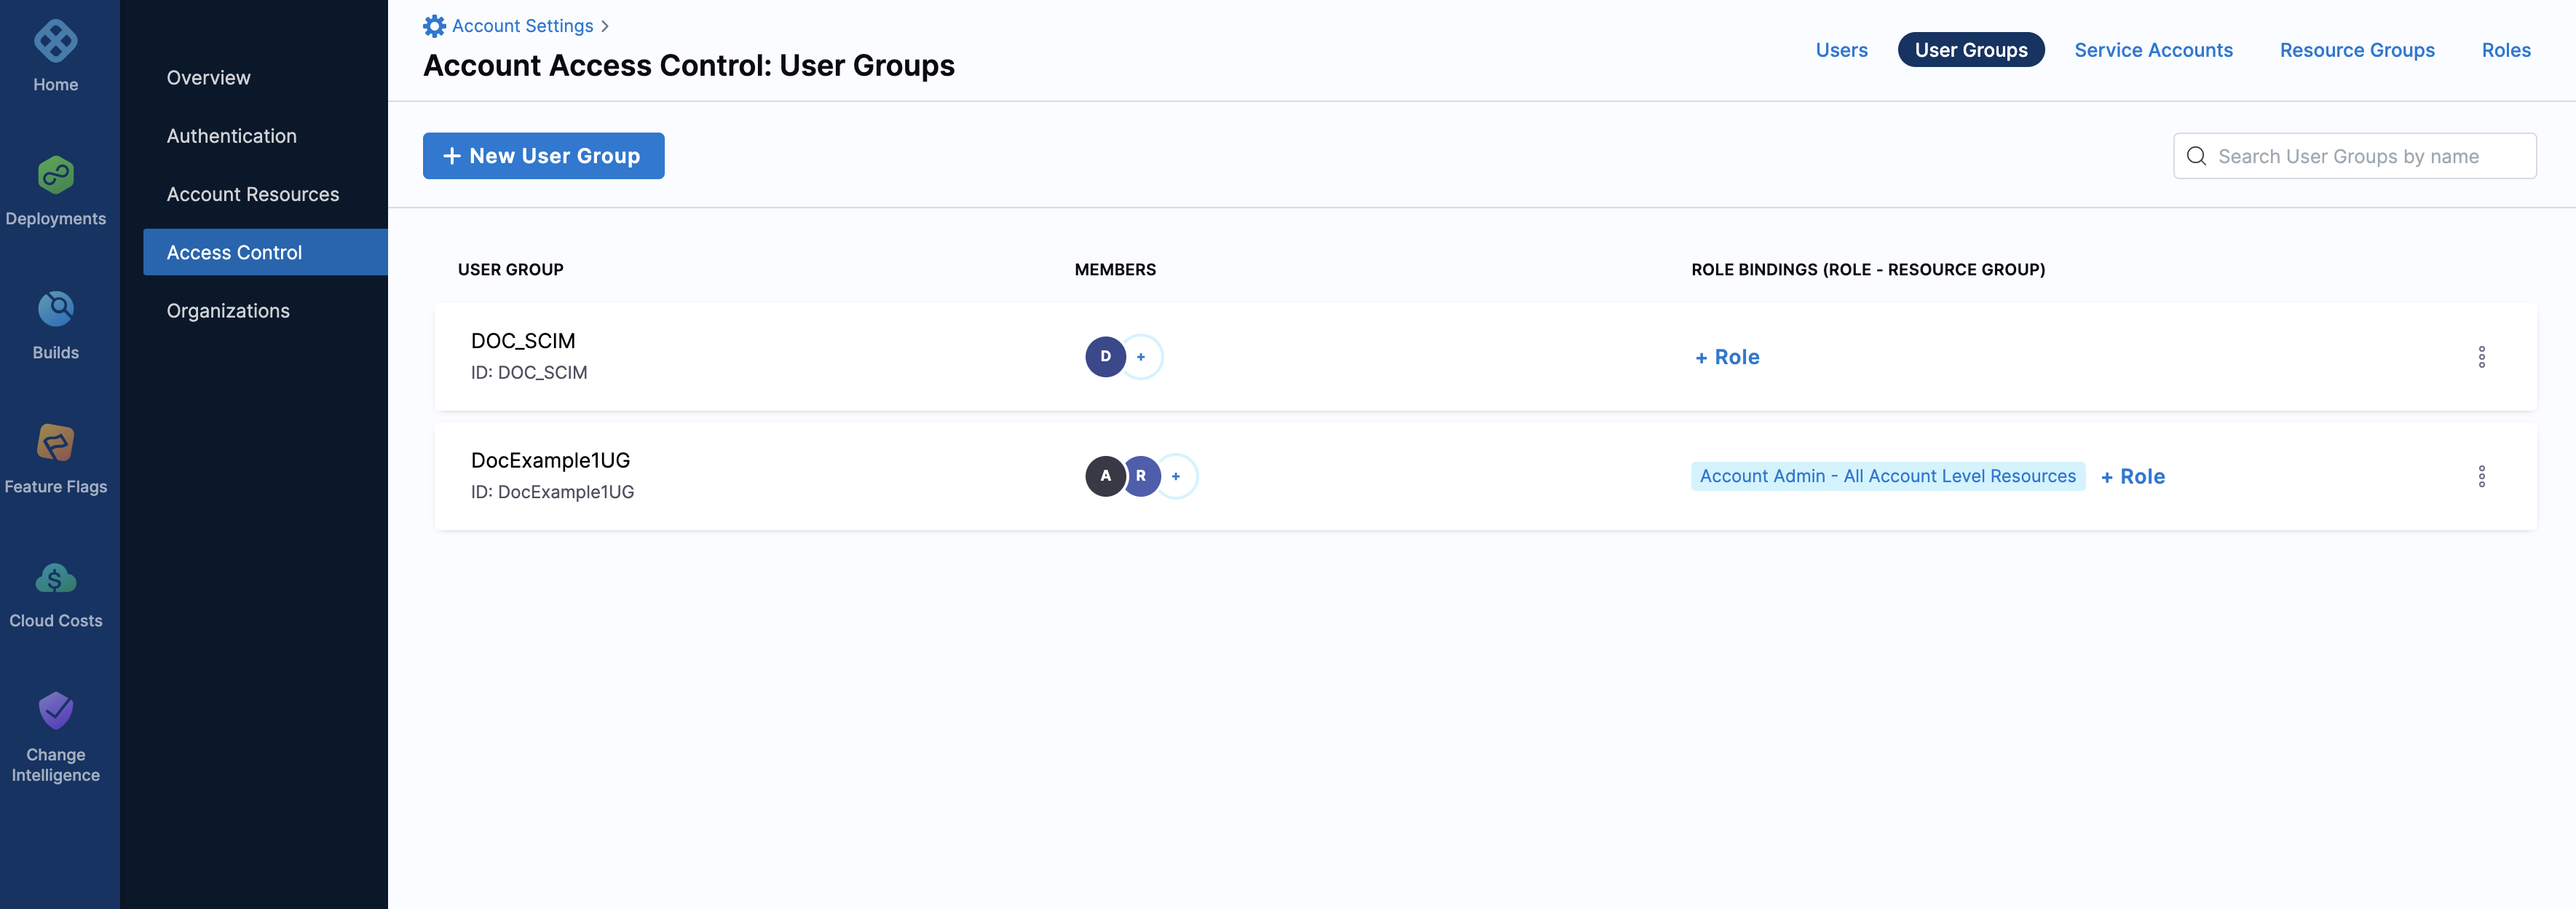 Home
Deployments
Builds
Feature Flags
Cloud Costs
Change
Intelligence
Overview
Authentication
Account Resources
Access Control
Organizations
Account Settings >
Account Access Control: User Groups
Users
User Groups
Service Accounts
Resource Groups
Roles
+ New User Group
Search User Groups by name
USER GROUP
MEMBERS
ROLE BINDINGS (ROLE - RESOURCE GROUP)
DOC_SCIM
ID: DOC_SCIM
D +
+ Role
DocExample1UG
ID: DocExample1UG
A R +
Account Admin - All Account Level Resources
+ Role